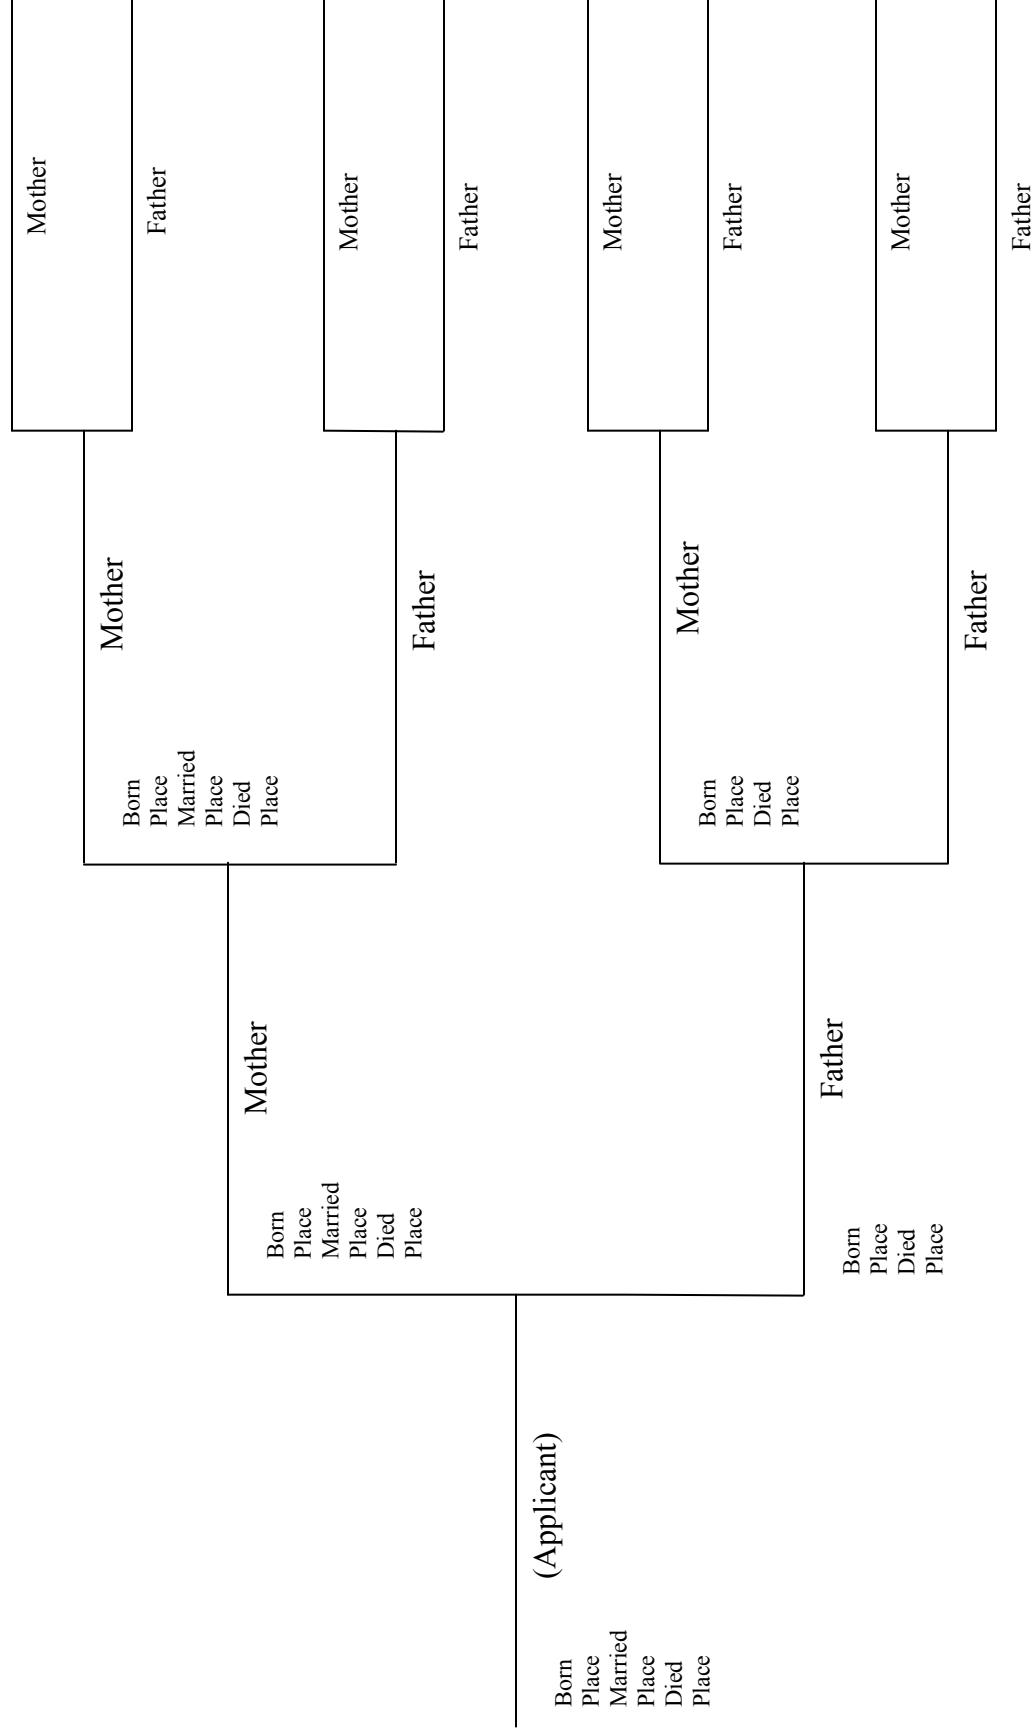 (Applicant)
Born
Place
Married
Place
Died
Place
Mother
Born
Place
Married
Place
Died
Place
Father
Born
Place
Died
Place
Mother
Born
Place
Married
Place
Died
Place
Father
Mother
Born
Place
Died
Place
Father
Mother
Father
Mother
Father
Mother
Father
Mother
Father